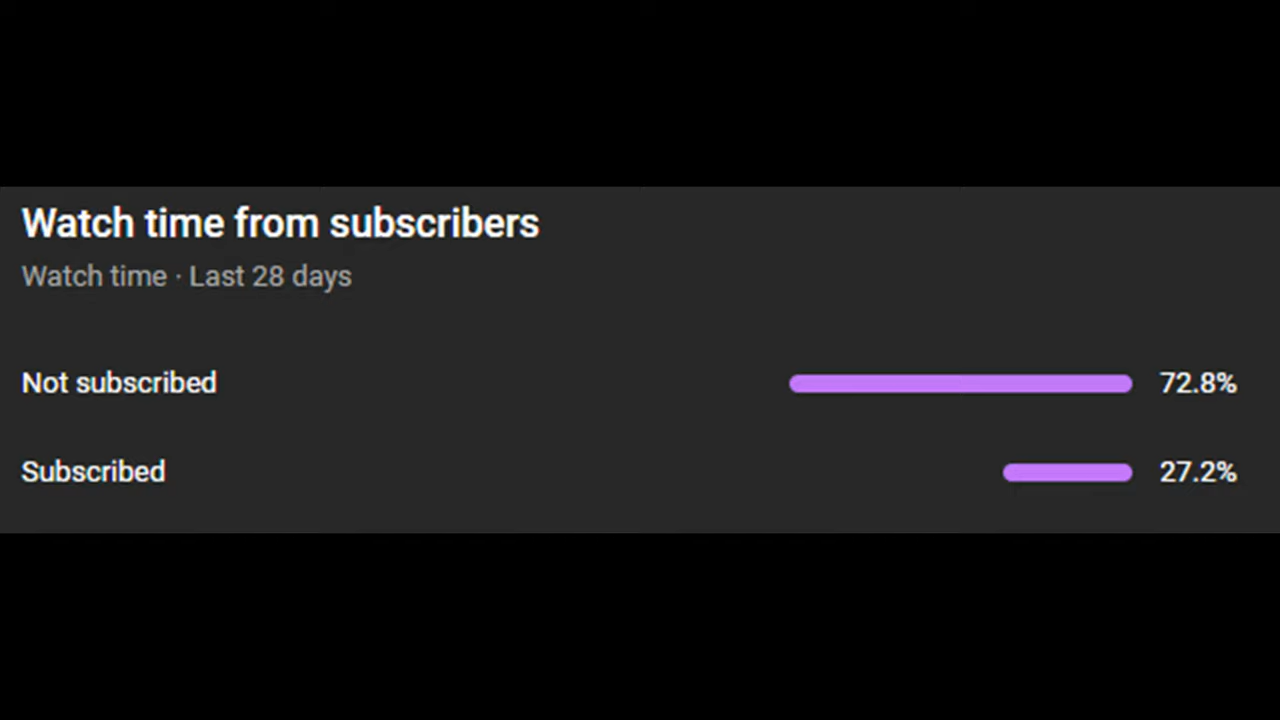 Watch time from subscribers
Watch time · Last 28 days
Not subscribed 72.8%
Subscribed 27.2%